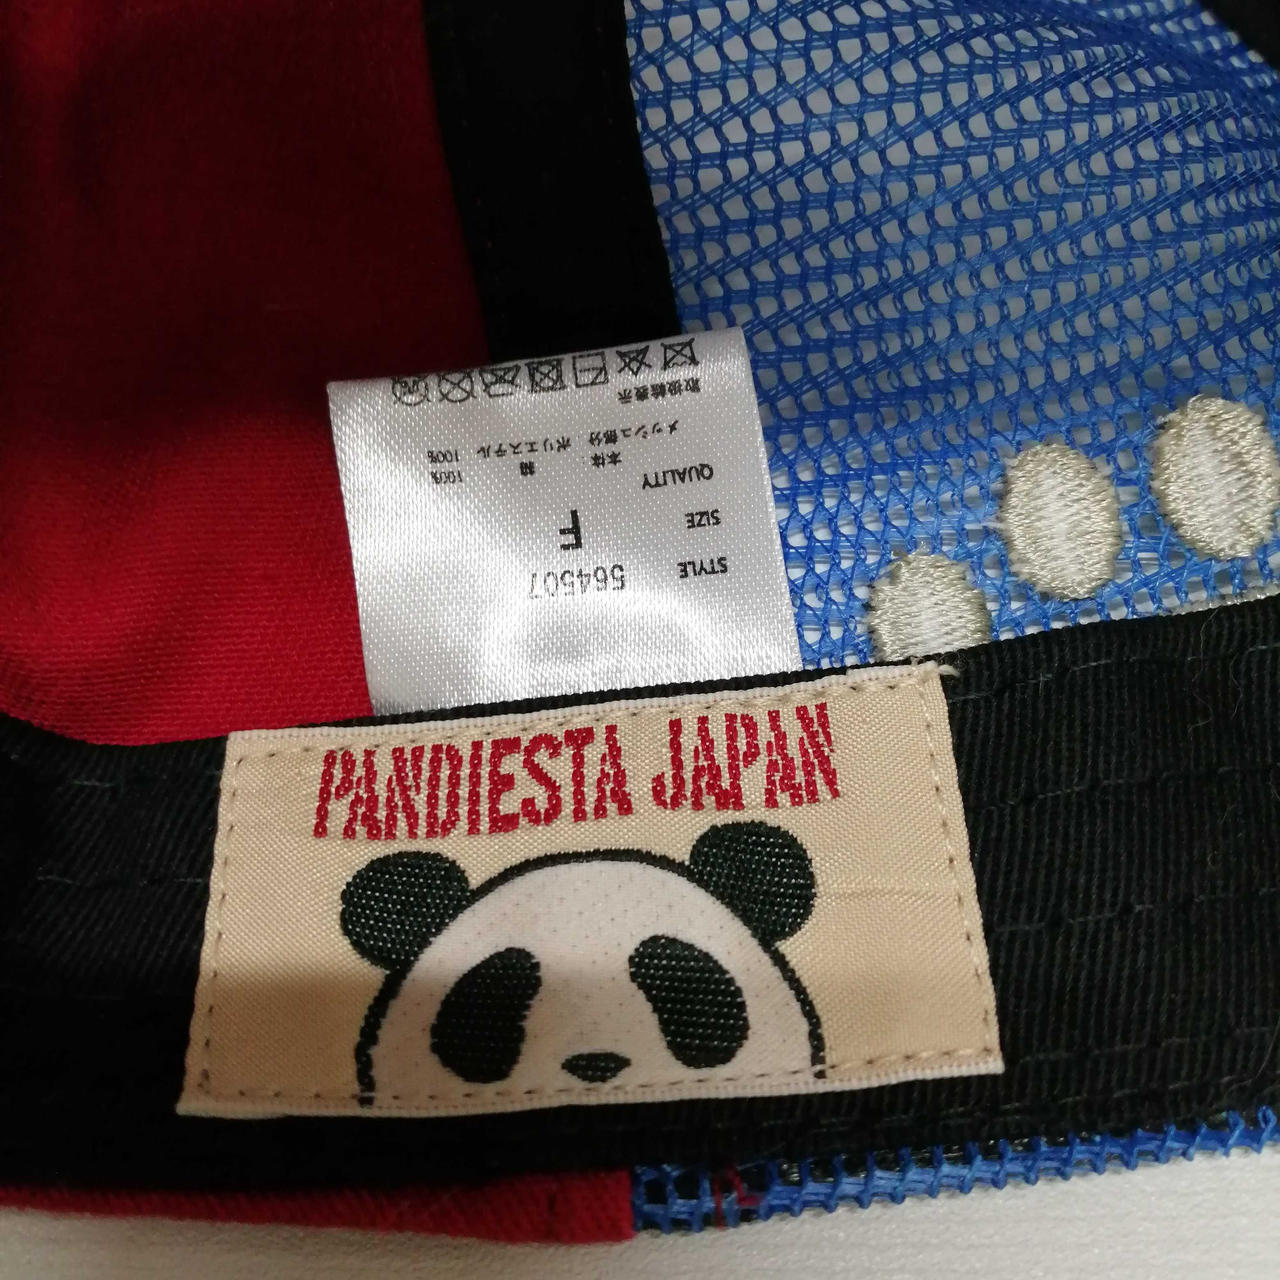 STYLE 564507
SIZE F
QUALITY
本体: 綿 100%
メッシュ部分 ポリエステル 100%
取扱絵表示
PANDIESTA JAPAN